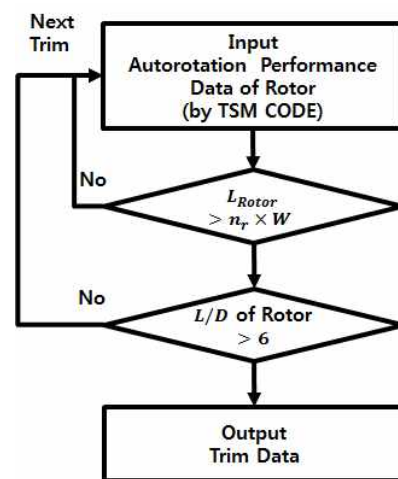 Next
Trim
Input
Autorotation Performance
Data of Rotor
(by TSM CODE)
No
L_Rotor
> n_r × W
No
L/D of Rotor
> 6
Output
Trim Data